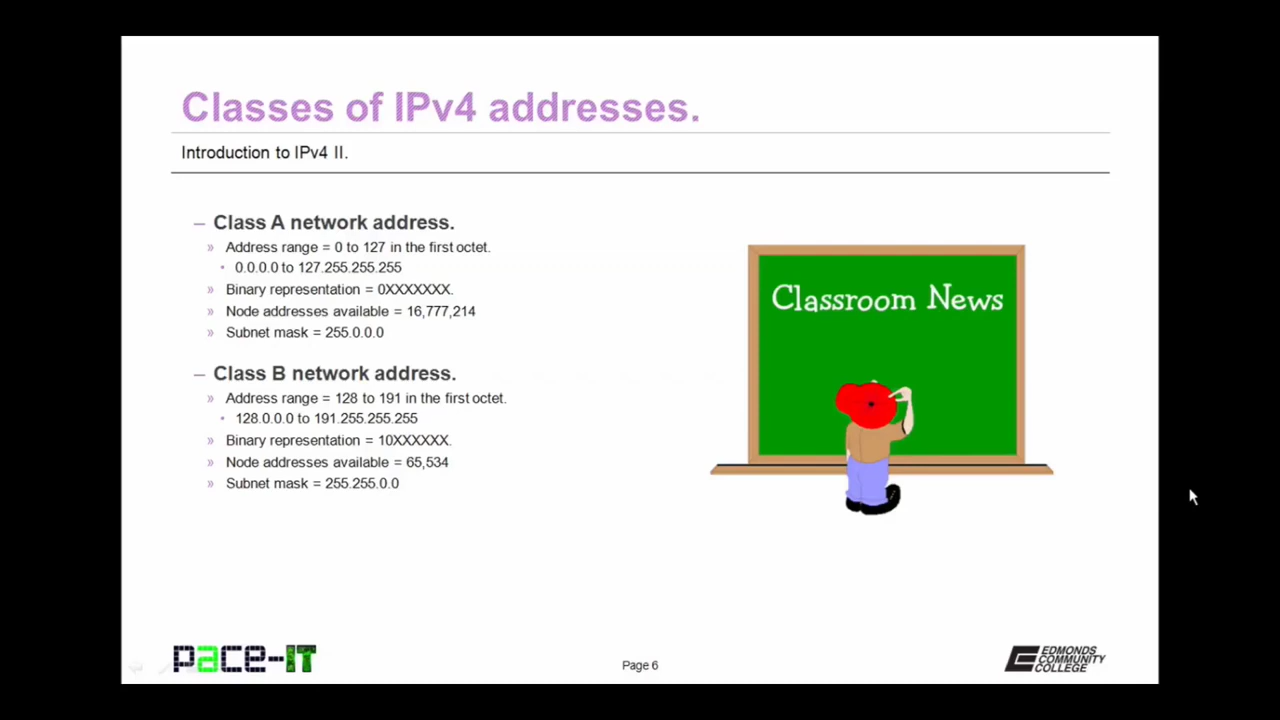 Classes of IPv4 addresses.
Introduction to IPv4 II.
– Class A network address.
» Address range = 0 to 127 in the first octet.
• 0.0.0.0 to 127.255.255.255
» Binary representation = 0XXXXXXX.
» Node addresses available = 16,777,214
» Subnet mask = 255.0.0.0
– Class B network address.
» Address range = 128 to 191 in the first octet.
• 128.0.0.0 to 191.255.255.255
» Binary representation = 10XXXXXX.
» Node addresses available = 65,534
» Subnet mask = 255.255.0.0
Classroom News
pace-IT
Page 6
EDMONDS
COMMUNITY
COLLEGE